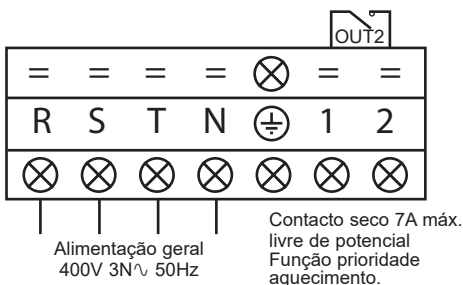 OUT2
= = = = = =
R S T N 1 2
Alimentação geral
400V 3N∿ 50Hz
Contacto seco 7A máx.
livre de potencial
Função prioridade
aquecimento.